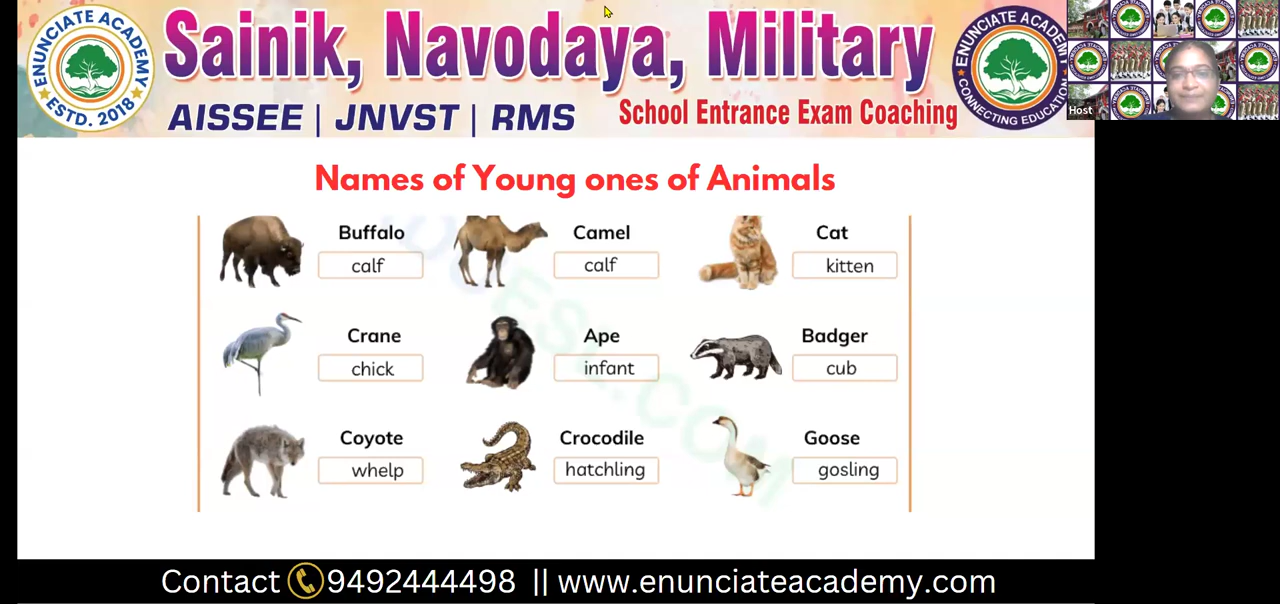 ENUNCIATE ACADEMY
ESTD. 2018
Sainik, Navodaya, Military
AISSEE | JNVST | RMS
School Entrance Exam Coaching
ENUNCIATE ACADEMY
CONNECTING EDUCATION
Host
Names of Young ones of Animals
Buffalo Camel Cat
calf calf kitten
Crane Ape Badger
chick infant cub
Coyote Crocodile Goose
whelp hatchling gosling
Contact 9492444498 || www.enunciateacademy.com